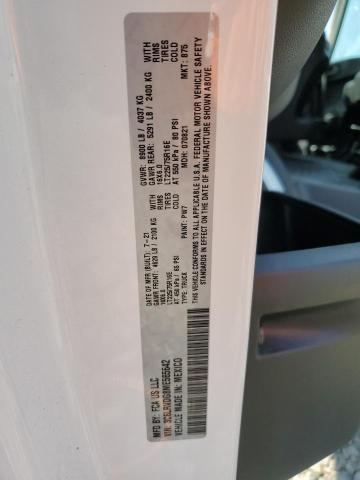 MFD BY: FCA US LLC
VEHICLE MADE IN: MEXICO
DATE OF MFD (BUILT): 7-21
GVWR: 8900 LB / 4037 KG
GAWR FRONT: 4629 LB / 2100 KG
16X6.0
LT225/75R16E
AT 450 kPa / 65 PSI
GAWR REAR: 5291 LB / 2400 KG
16X6.0
LT225/75R16E
AT 550 kPa / 80 PSI
WITH
RIMS
TIRES
COLD
THIS VEHICLE CONFORMS TO ALL APPLICABLE U.S.A. FEDERAL MOTOR VEHICLE SAFETY
STANDARDS IN EFFECT ON THE DATE OF MANUFACTURE SHOWN ABOVE.
VIN: 3C6LRVDG8NE565642
TYPE: TRUCK
PAINT: PW7
MDH: 070821
MKT: B75